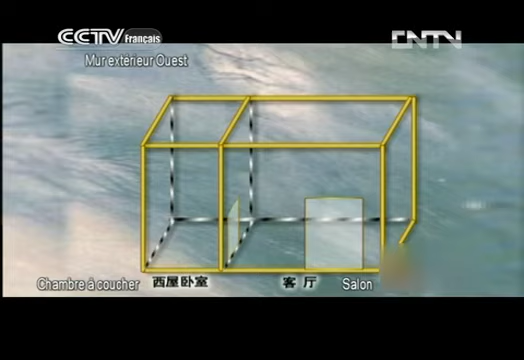 CCTV Français
CNTV
Mur extérieur Ouest
Chambre à coucher 西屋卧室 客厅 Salon